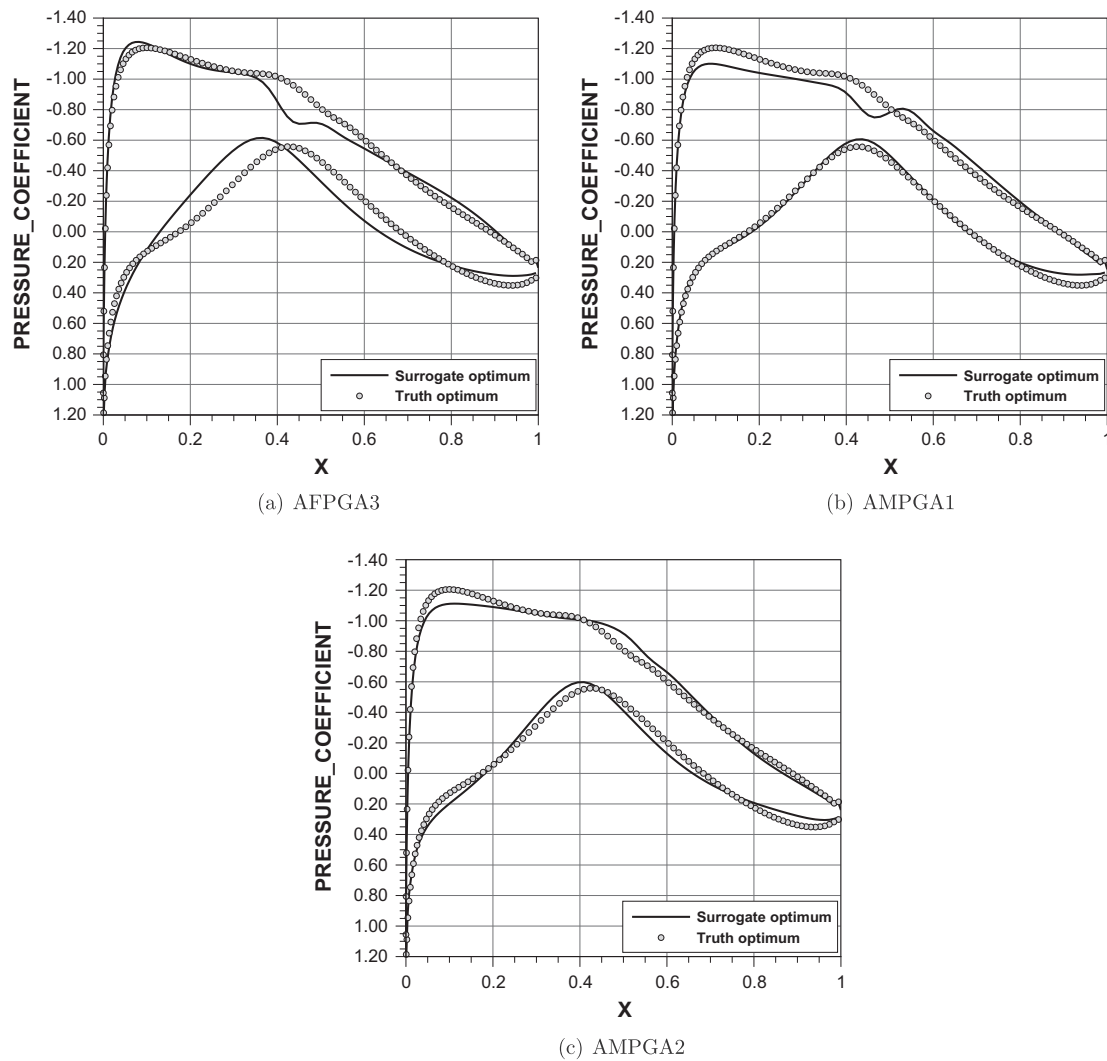 -1.40
-1.20
-1.00
-0.80
-0.60
-0.40
-0.20
0.00
0.20
0.40
0.60
0.80
1.00
1.20
PRESSURE_COEFFICIENT
Surrogate optimum
Truth optimum
0 0.2 0.4 0.6 0.8 1
X
(a) AFPGA3
-1.40
-1.20
-1.00
-0.80
-0.60
-0.40
-0.20
0.00
0.20
0.40
0.60
0.80
1.00
1.20
PRESSURE_COEFFICIENT
Surrogate optimum
Truth optimum
0 0.2 0.4 0.6 0.8 1
X
(b) AMPGA1
-1.40
-1.20
-1.00
-0.80
-0.60
-0.40
-0.20
0.00
0.20
0.40
0.60
0.80
1.00
1.20
PRESSURE_COEFFICIENT
Surrogate optimum
Truth optimum
0 0.2 0.4 0.6 0.8 1
X
(c) AMPGA2